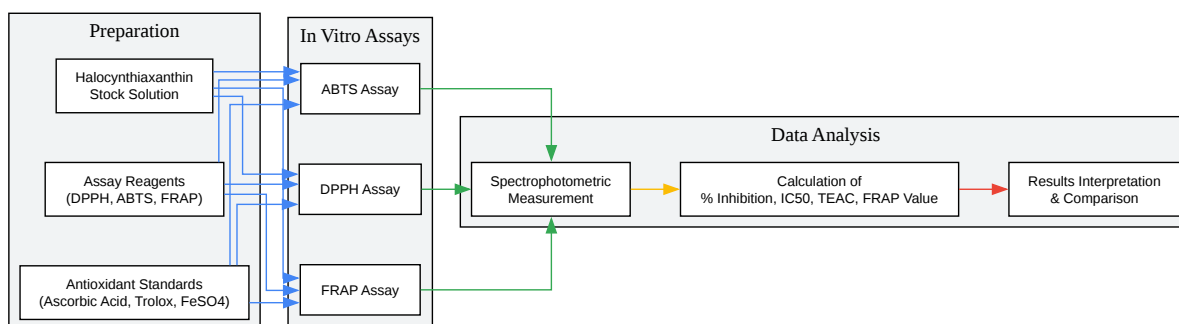 Preparation
Halocynthiaxanthin
Stock Solution
Assay Reagents
(DPPH, ABTS, FRAP)
Antioxidant Standards
(Ascorbic Acid, Trolox, FeSO4)
In Vitro Assays
ABTS Assay
DPPH Assay
FRAP Assay
Data Analysis
Spectrophotometric
Measurement
Calculation of
% Inhibition, IC50, TEAC, FRAP Value
Results Interpretation
& Comparison